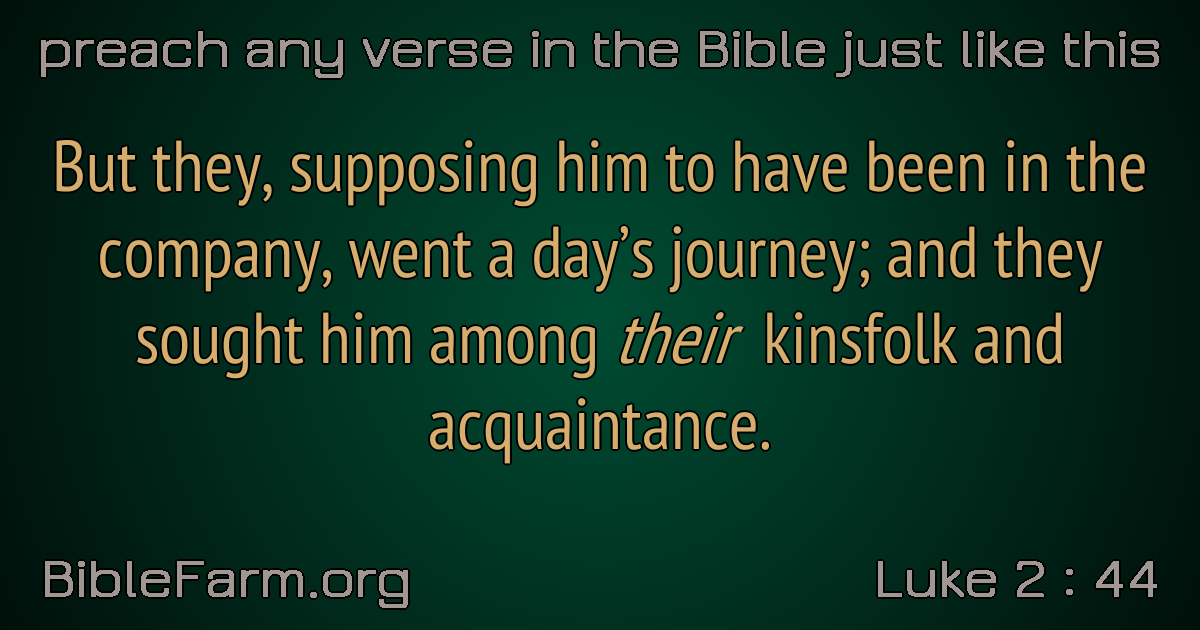 preach any verse in the Bible just like this
But they, supposing him to have been in the
company, went a day’s journey; and they
sought him among their kinsfolk and
acquaintance.
BibleFarm.org
Luke 2 : 44